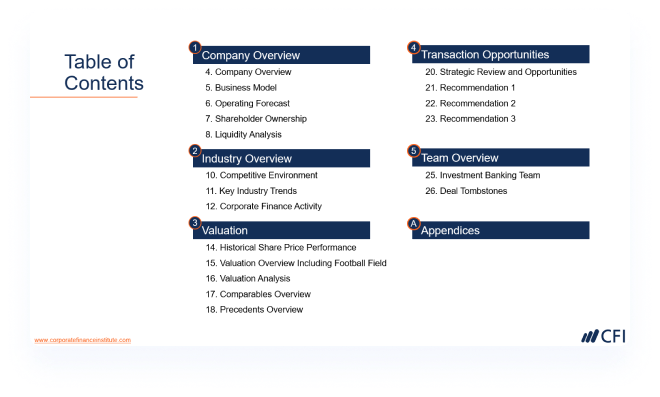 Table of
Contents
1
Company Overview
4. Company Overview
5. Business Model
6. Operating Forecast
7. Shareholder Ownership
8. Liquidity Analysis
2
Industry Overview
10. Competitive Environment
11. Key Industry Trends
12. Corporate Finance Activity
3
Valuation
14. Historical Share Price Performance
15. Valuation Overview Including Football Field
16. Valuation Analysis
17. Comparables Overview
18. Precedents Overview
4
Transaction Opportunities
20. Strategic Review and Opportunities
21. Recommendation 1
22. Recommendation 2
23. Recommendation 3
5
Team Overview
25. Investment Banking Team
26. Deal Tombstones
A
Appendices
www.corporatefinanceinstitute.com
CFI